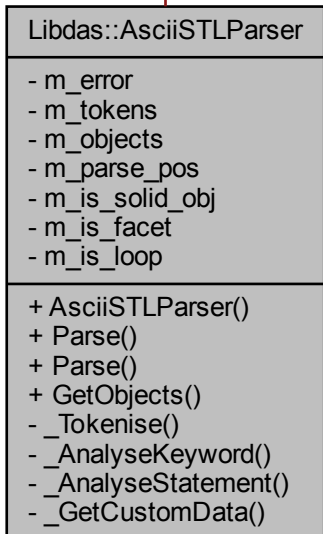 Libdas::AsciiSTLParser
- m_error
- m_tokens
- m_objects
- m_parse_pos
- m_is_solid_obj
- m_is_facet
- m_is_loop
+ AsciiSTLParser()
+ Parse()
+ Parse()
+ GetObjects()
- _Tokenise()
- _AnalyseKeyword()
- _AnalyseStatement()
- _GetCustomData()